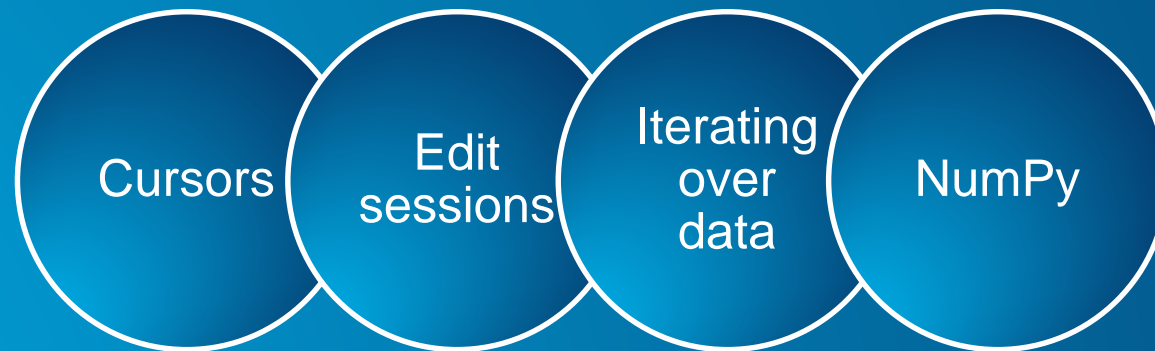 Cursors
Edit
sessions
Iterating
over
data
NumPy